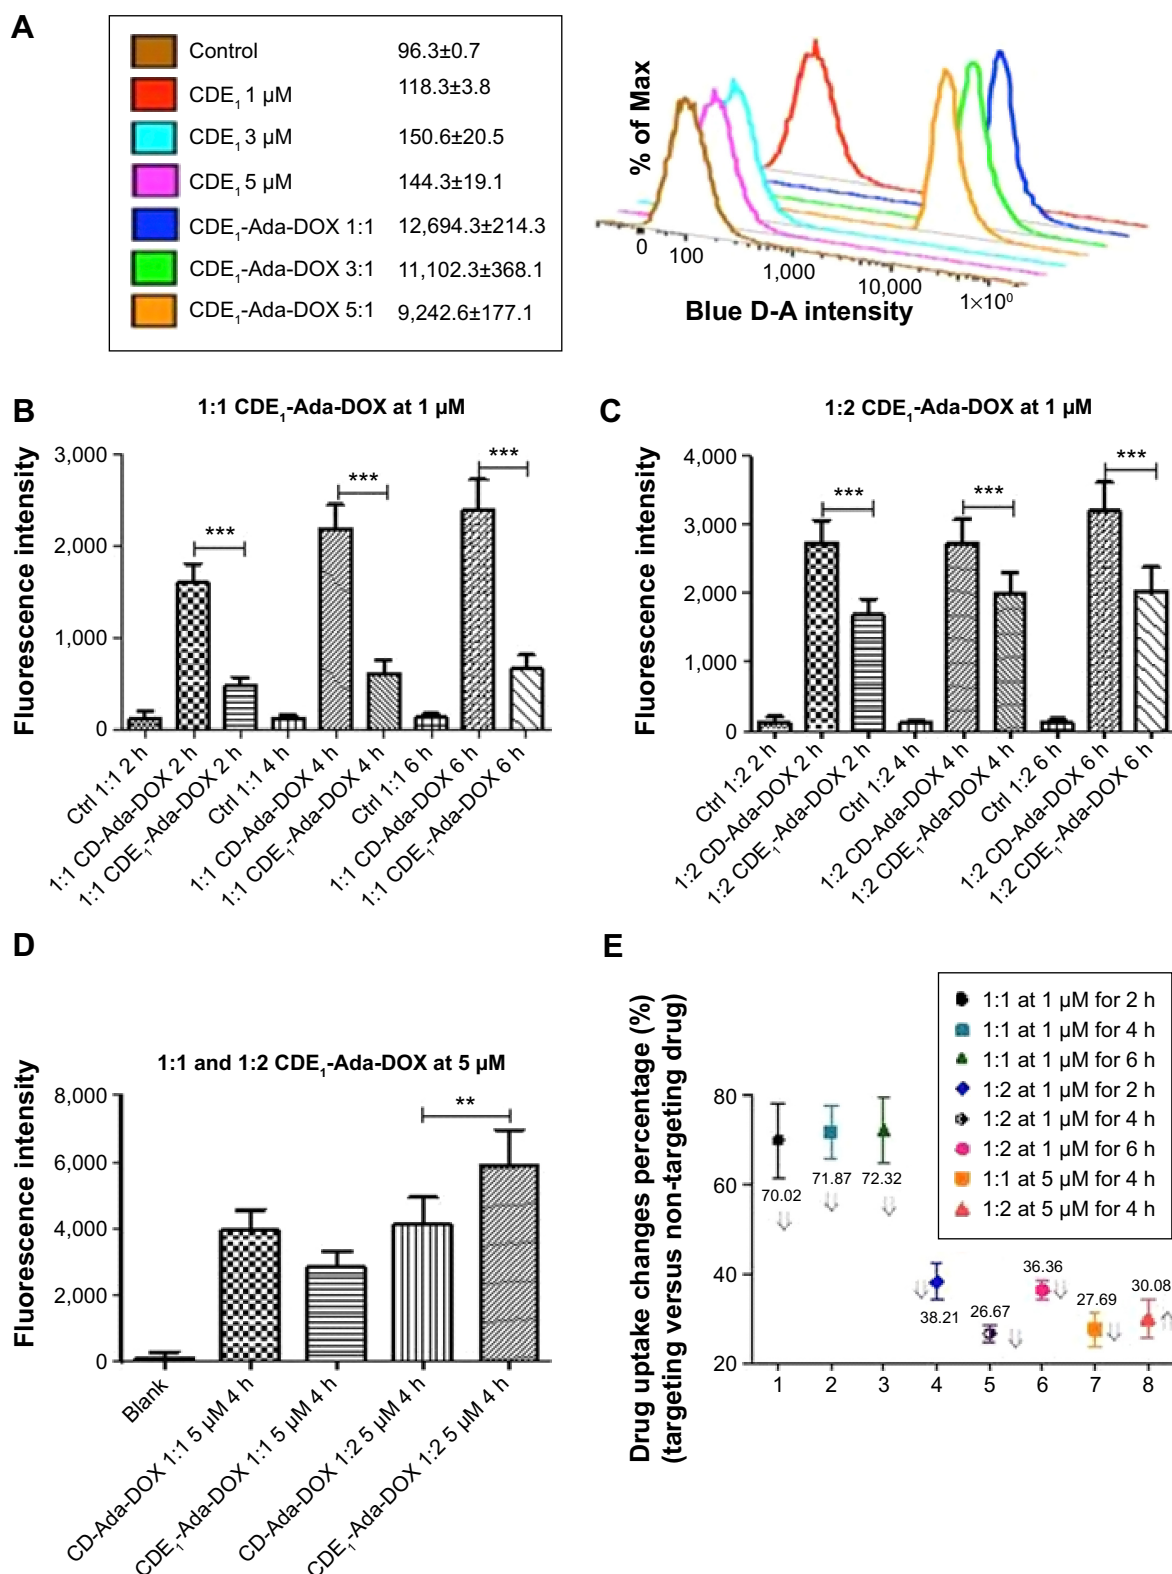 A
Control 96.3±0.7
CDE₁ 1 µM 118.3±3.8
CDE₁ 3 µM 150.6±20.5
CDE₁ 5 µM 144.3±19.1
CDE₁-Ada-DOX 1:1 12,694.3±214.3
CDE₁-Ada-DOX 3:1 11,102.3±368.1
CDE₁-Ada-DOX 5:1 9,242.6±177.1
% of Max
0 100 1,000 10,000 1×10⁰
Blue D-A intensity
B
1:1 CDE₁-Ada-DOX at 1 µM
Fluorescence intensity
3,000
2,000
1,000
0
***
***
***
Ctrl 1:1 2 h
1:1 CD-Ada-DOX 2 h
1:1 CDE₁-Ada-DOX 2 h
Ctrl 1:1 4 h
1:1 CD-Ada-DOX 4 h
1:1 CDE₁-Ada-DOX 4 h
Ctrl 1:1 6 h
1:1 CD-Ada-DOX 6 h
1:1 CDE₁-Ada-DOX 6 h
C
1:2 CDE₁-Ada-DOX at 1 µM
Fluorescence intensity
4,000
3,000
2,000
1,000
0
***
***
***
Ctrl 1:2 2 h
1:2 CD-Ada-DOX 2 h
1:2 CDE₁-Ada-DOX 2 h
Ctrl 1:2 4 h
1:2 CD-Ada-DOX 4 h
1:2 CDE₁-Ada-DOX 4 h
Ctrl 1:2 6 h
1:2 CD-Ada-DOX 6 h
1:2 CDE₁-Ada-DOX 6 h
D
1:1 and 1:2 CDE₁-Ada-DOX at 5 µM
Fluorescence intensity
8,000
6,000
4,000
2,000
0
**
Blank
CD-Ada-DOX 1:1 5 µM 4 h
CDE₁-Ada-DOX 1:1 5 µM 4 h
CD-Ada-DOX 1:2 5 µM 4 h
CDE₁-Ada-DOX 1:2 5 µM 4 h
E
Drug uptake changes percentage (%)
(targeting versus non-targeting drug)
1:1 at 1 µM for 2 h
1:1 at 1 µM for 4 h
1:1 at 1 µM for 6 h
1:2 at 1 µM for 2 h
1:2 at 1 µM for 4 h
1:2 at 1 µM for 6 h
1:1 at 5 µM for 4 h
1:2 at 5 µM for 4 h
80
60
40
20
70.02
71.87
72.32
38.21
26.67
36.36
27.69
30.08
1 2 3 4 5 6 7 8